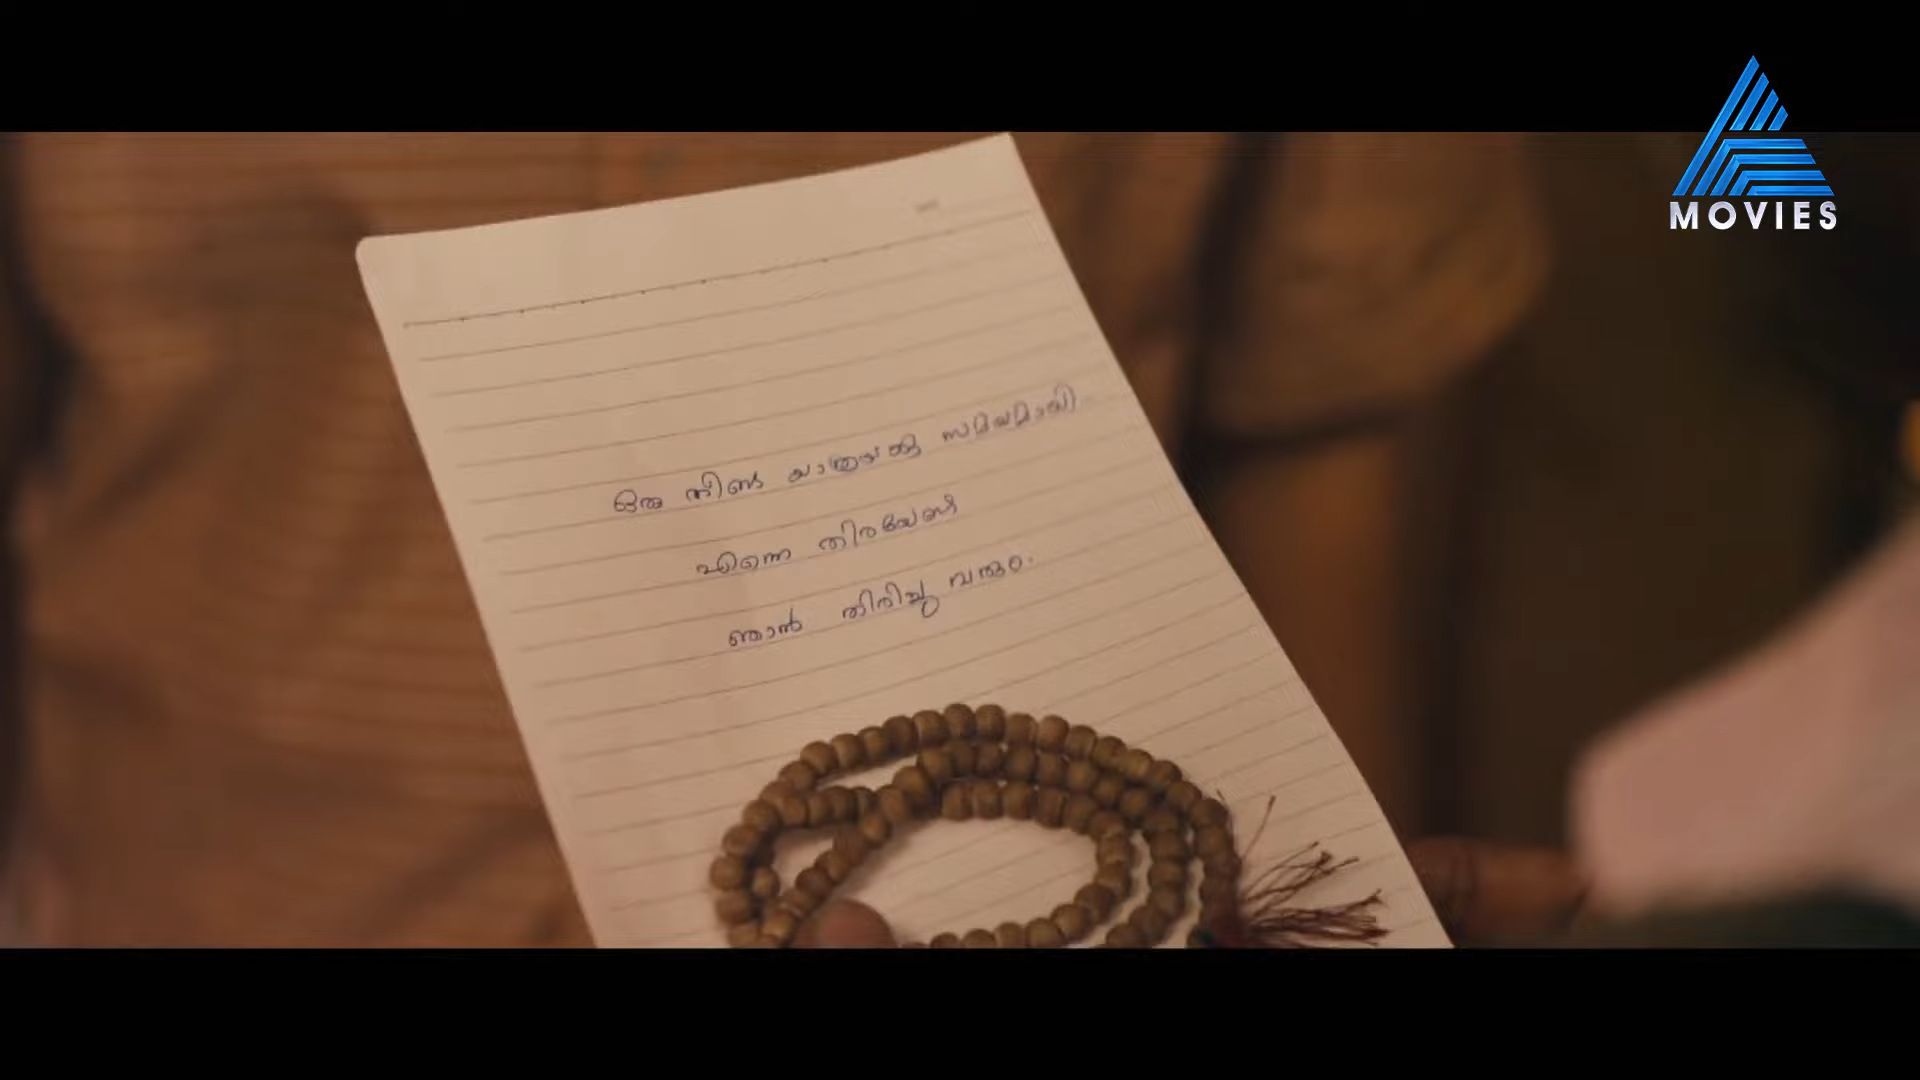 MOVIES
ഒരു നീണ്ട യാത്രയ്ക്കു സമയമായി
എന്നെ തിരയേണ്ട
ഞാൻ തിരിച്ചു വരും.